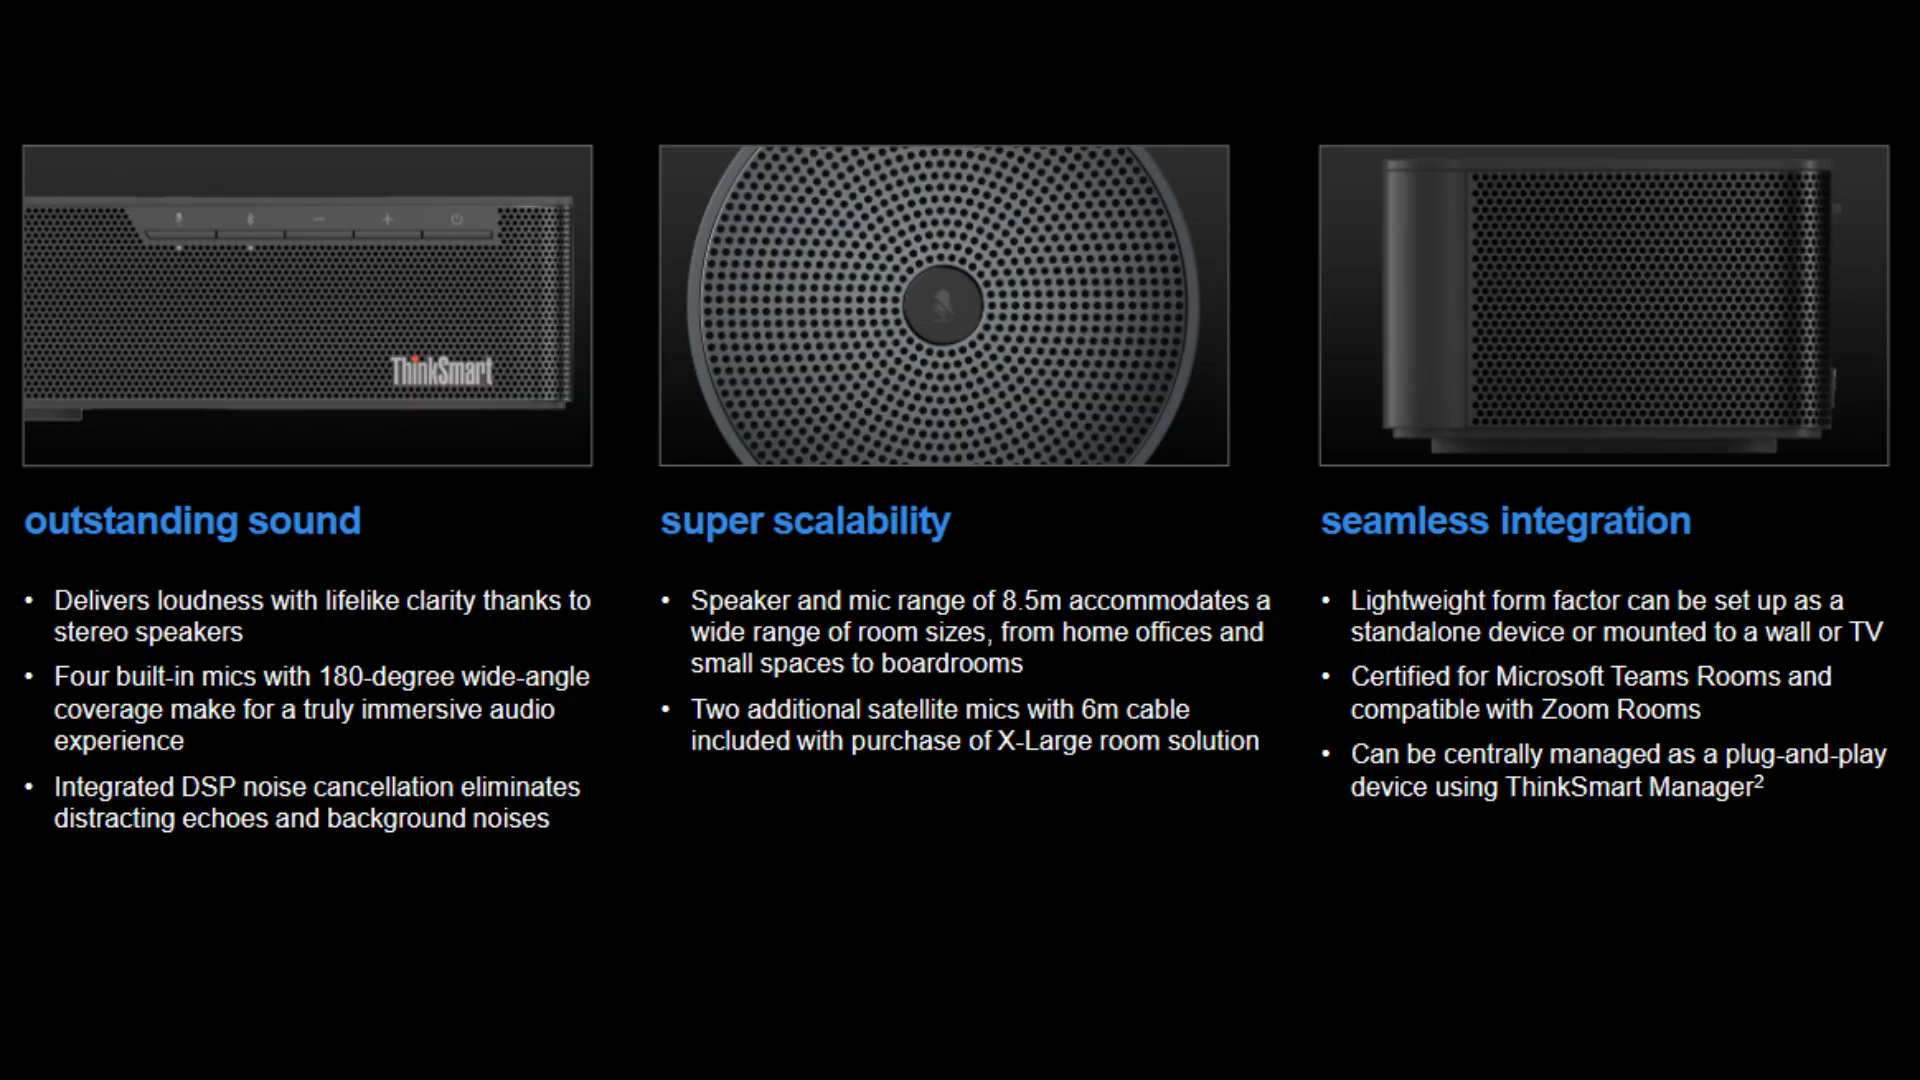 ThinkSmart
outstanding sound
• Delivers loudness with lifelike clarity thanks to
stereo speakers
• Four built-in mics with 180-degree wide-angle
coverage make for a truly immersive audio
experience
• Integrated DSP noise cancellation eliminates
distracting echoes and background noises
super scalability
• Speaker and mic range of 8.5m accommodates a
wide range of room sizes, from home offices and
small spaces to boardrooms
• Two additional satellite mics with 6m cable
included with purchase of X-Large room solution
seamless integration
• Lightweight form factor can be set up as a
standalone device or mounted to a wall or TV
• Certified for Microsoft Teams Rooms and
compatible with Zoom Rooms
• Can be centrally managed as a plug-and-play
device using ThinkSmart Manager²